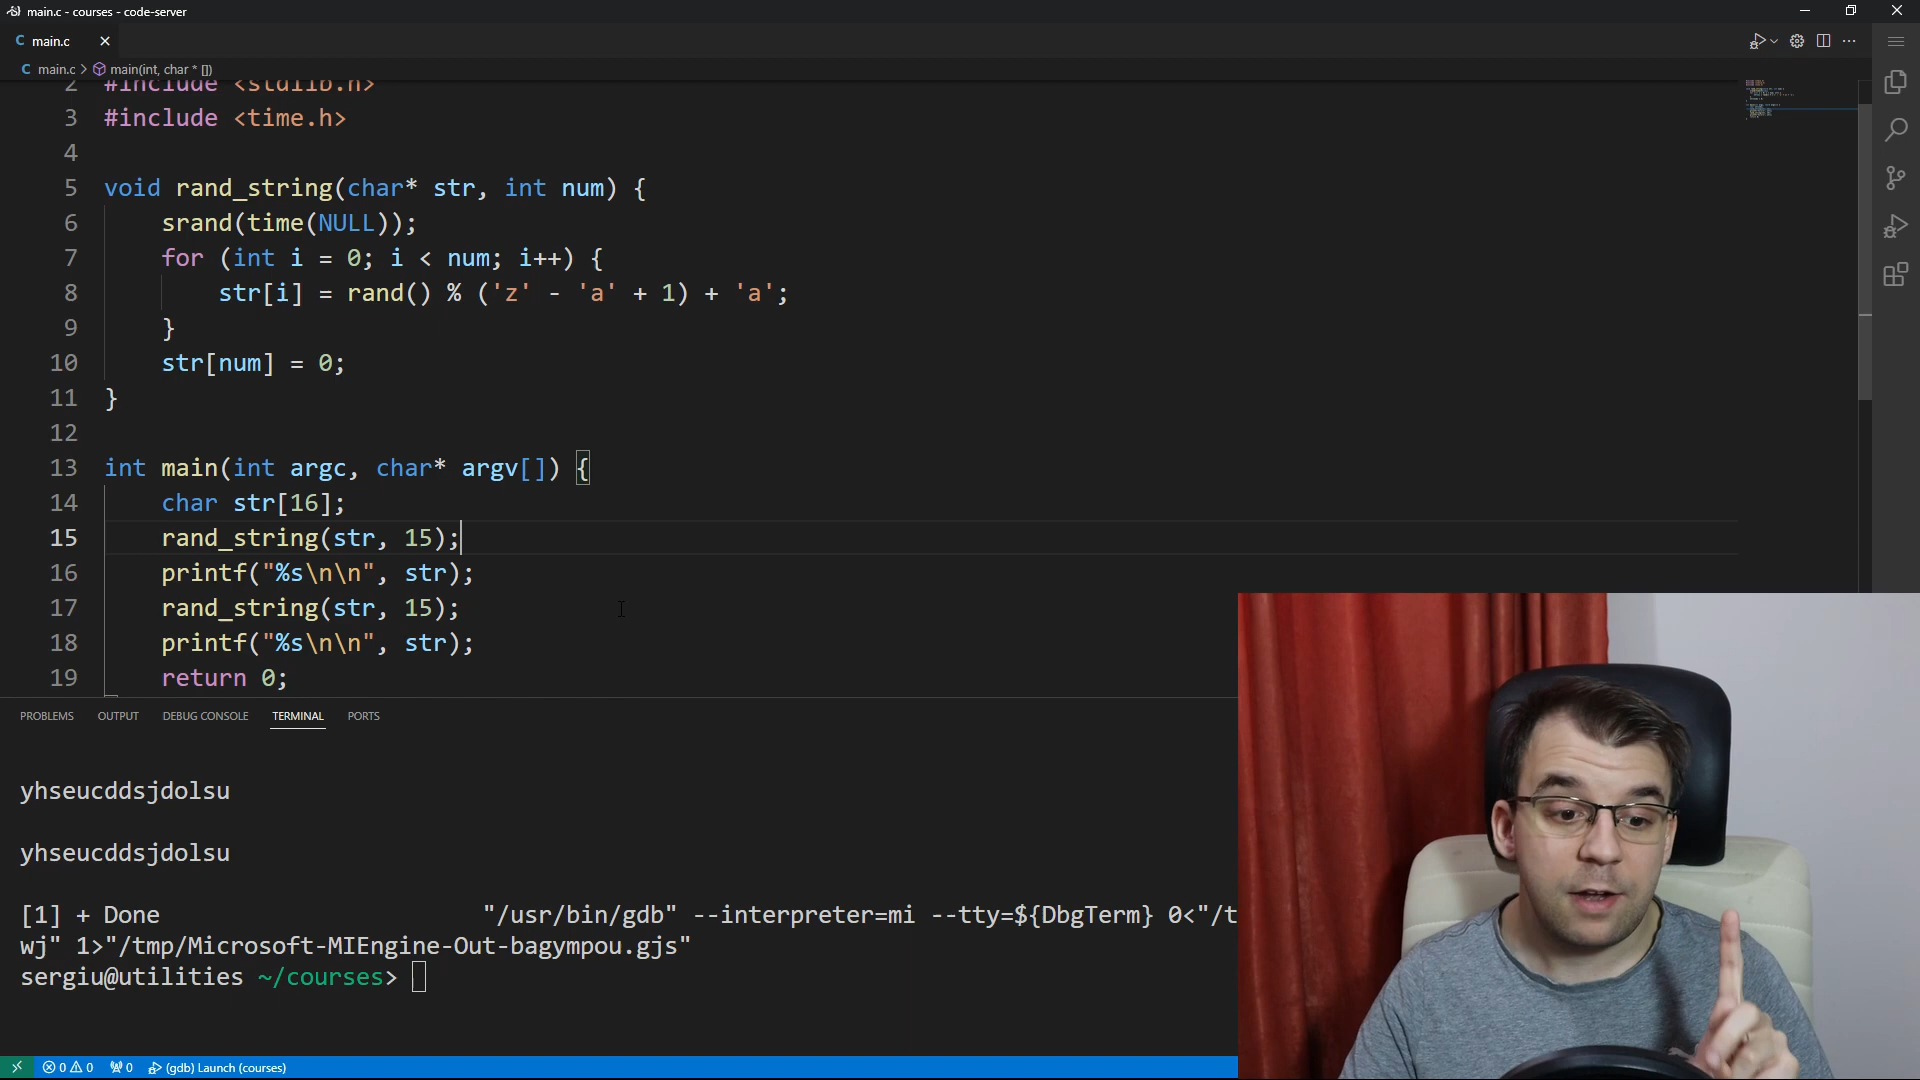 main.c - courses - code-server
C main.c
C main.c > main(int, char * [])
2 #include <stdlib.h>
3 #include <time.h>
4
5 void rand_string(char* str, int num) {
6 srand(time(NULL));
7 for (int i = 0; i < num; i++) {
8 str[i] = rand() % ('z' - 'a' + 1) + 'a';
9 }
10 str[num] = 0;
11 }
12
13 int main(int argc, char* argv[]) {
14 char str[16];
15 rand_string(str, 15);
16 printf("%s\n\n", str);
17 rand_string(str, 15);
18 printf("%s\n\n", str);
19 return 0;
PROBLEMS OUTPUT DEBUG CONSOLE TERMINAL PORTS
yhseucddsjdolsu
yhseucddsjdolsu
[1] + Done "/usr/bin/gdb" --interpreter=mi --tty=${DbgTerm} 0<"/t
wj" 1>"/tmp/Microsoft-MIEngine-Out-bagympou.gjs"
sergiu@utilities ~/courses>
0 0 0 (gdb) Launch (courses)